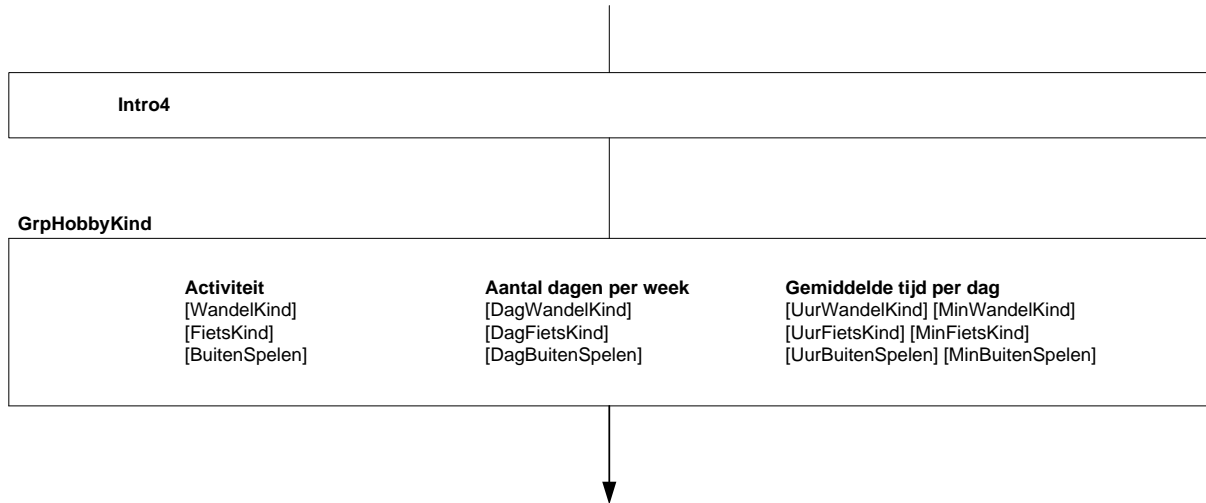 Intro4
GrpHobbyKind
Activiteit Aantal dagen per week Gemiddelde tijd per dag
[WandelKind] [DagWandelKind] [UurWandelKind] [MinWandelKind]
[FietsKind] [DagFietsKind] [UurFietsKind] [MinFietsKind]
[BuitenSpelen] [DagBuitenSpelen] [UurBuitenSpelen] [MinBuitenSpelen]